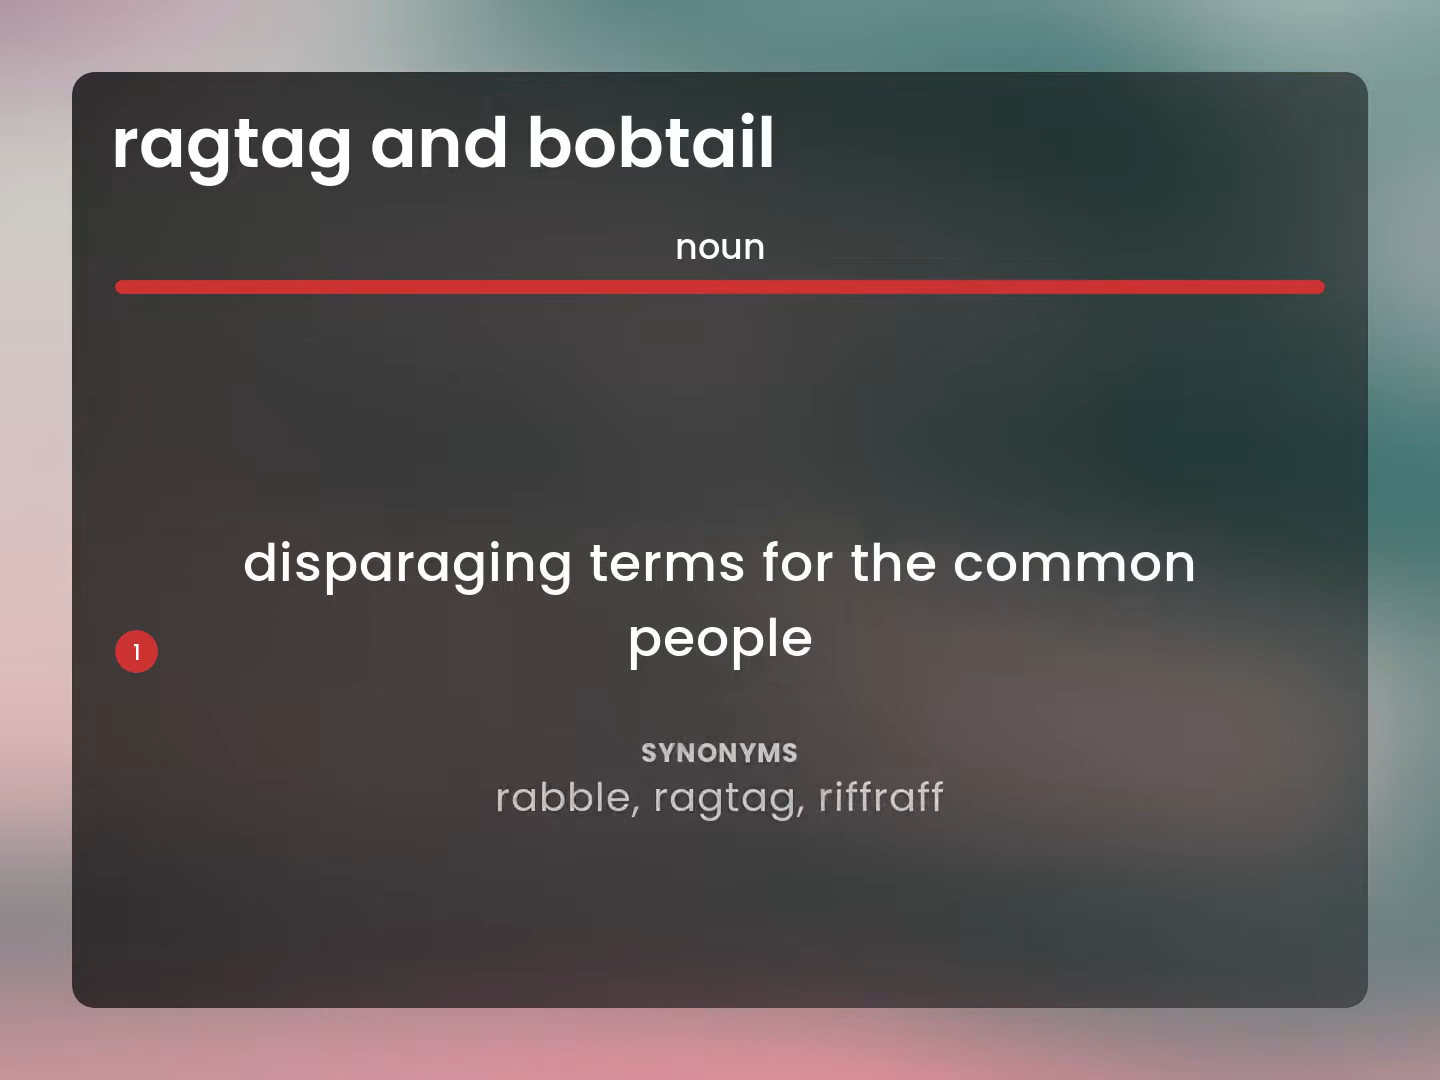 ragtag and bobtail
noun
disparaging terms for the common
people
1
SYNONYMS
rabble, ragtag, riffraff